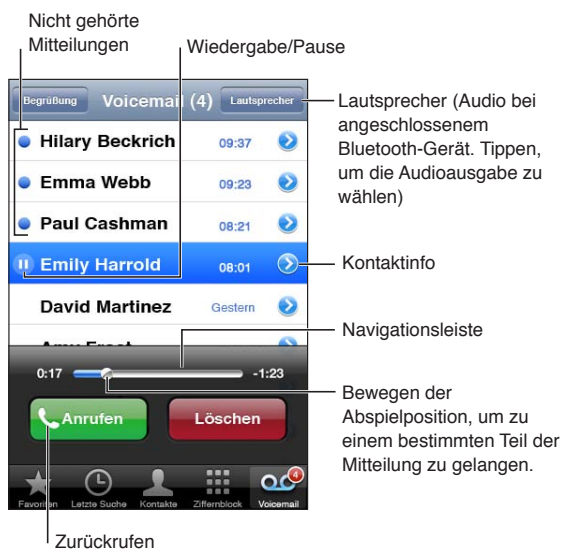 Nicht gehörte
Mitteilungen
Wiedergabe/Pause
Begrüßung Voicemail (4) Lautsprecher
Hilary Beckrich 09:37
Emma Webb 09:23
Paul Cashman 08:21
Emily Harrold 08:01
David Martinez Gestern
Amy Frost
Lautsprecher (Audio bei
angeschlossenem
Bluetooth-Gerät. Tippen,
um die Audioausgabe zu
wählen)
Kontaktinfo
Navigationsleiste
0:17 -1:23
Bewegen der
Abspielposition, um zu
einem bestimmten Teil der
Mitteilung zu gelangen.
Anrufen Löschen
4
Favoriten Letzte Suche Kontakte Ziffernblock Voicemail
Zurückrufen